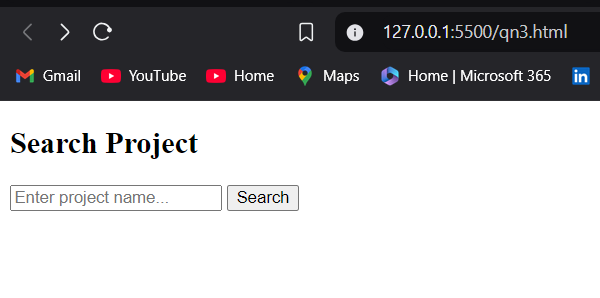 127.0.0.1:5500/qn3.html
Gmail YouTube Home Maps Home | Microsoft 365 in
Search Project
Enter project name... Search